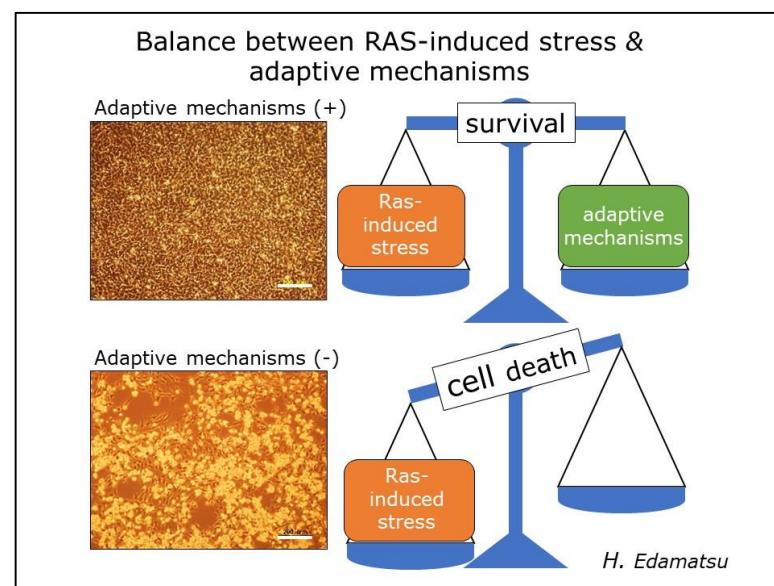 Balance between RAS-induced stress &
adaptive mechanisms
Adaptive mechanisms (+)
survival
Ras-
induced
stress
adaptive
mechanisms
Adaptive mechanisms (-)
cell death
Ras-
induced
stress
H. Edamatsu